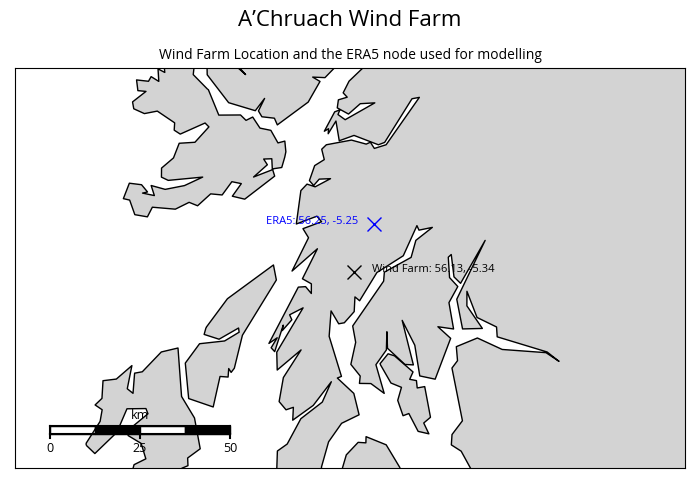 A’Chruach Wind Farm
Wind Farm Location and the ERA5 node used for modelling
ERA5: 56.25, -5.25
Wind Farm: 56.13, -5.34
km
0 25 50